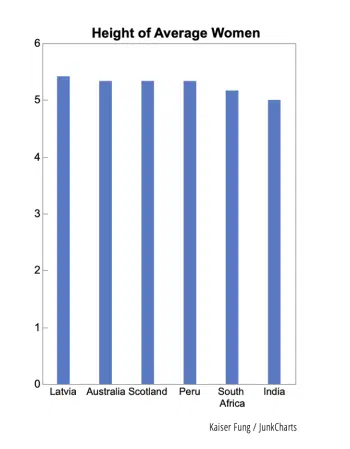 Height of Average Women
6
5
4
3
2
1
0
Latvia Australia Scotland Peru South Africa India
Kaiser Fung / JunkCharts